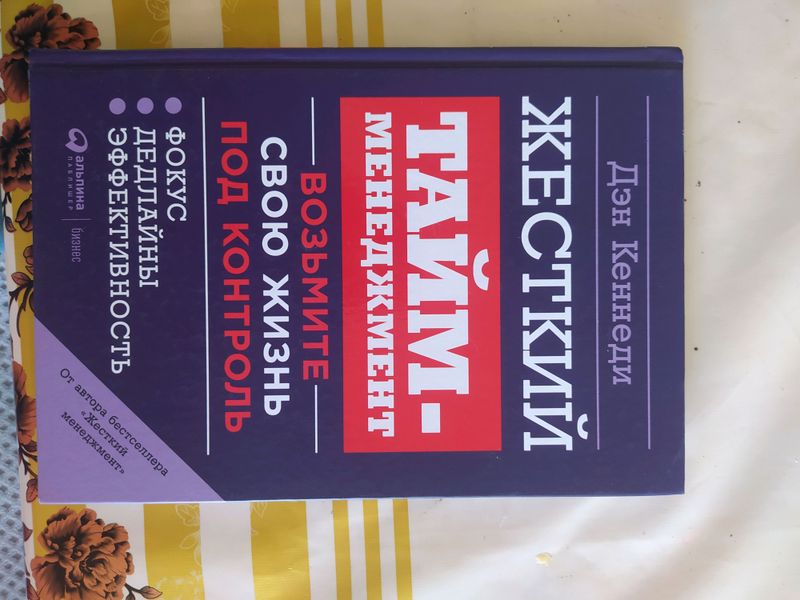 Дэн Кеннеди
ЖЕСТКИЙ
ТАЙМ-
МЕНЕДЖМЕНТ
ВОЗЬМИТЕ
СВОЮ ЖИЗНЬ
ПОД КОНТРОЛЬ
ФОКУС
ДЕДЛАЙНЫ
ЭФФЕКТИВНОСТЬ
альпина
ПАБЛИШЕР
бизнес
От автора бестселлера
«Жесткий
менеджмент»